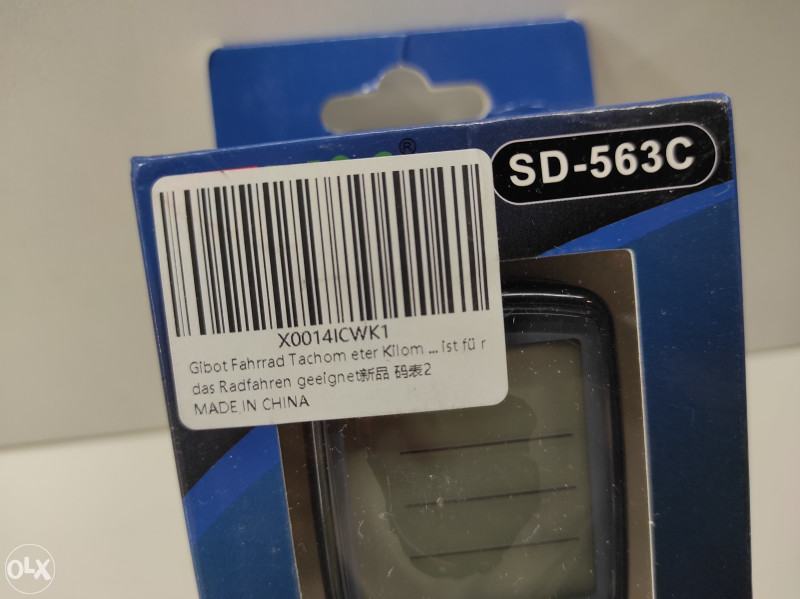 ®
SD-563C
X0014ICWK1
Gibot Fahrrad Tachom eter Kilom ... ist fü r
das Radfahren geeignet新品 码表2
MADE IN CHINA
OLX